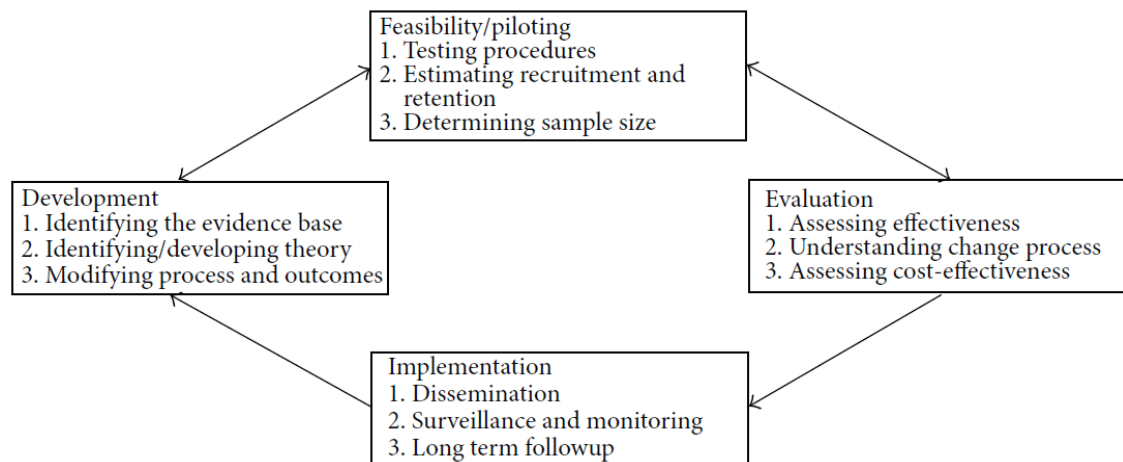 Feasibility/piloting
1. Testing procedures
2. Estimating recruitment and
retention
3. Determining sample size
Development
1. Identifying the evidence base
2. Identifying/developing theory
3. Modifying process and outcomes
Evaluation
1. Assessing effectiveness
2. Understanding change process
3. Assessing cost-effectiveness
Implementation
1. Dissemination
2. Surveillance and monitoring
3. Long term followup